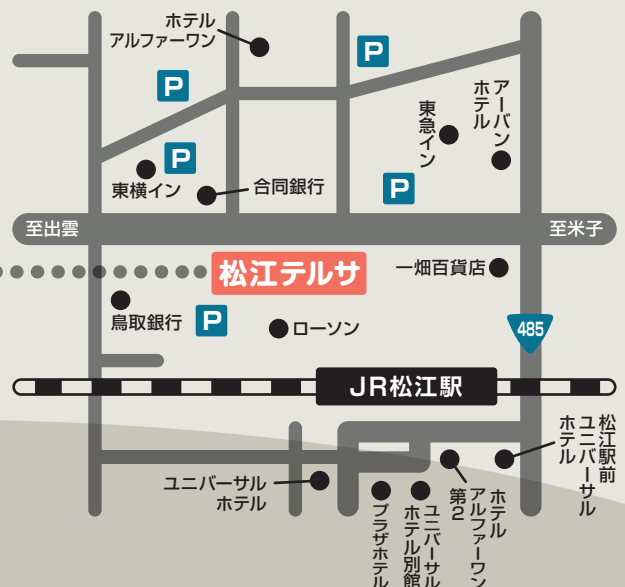 ホテル
アルファーワン
P
P
アーバン
ホテル
東急イン
P
東横イン
合同銀行
P
至出雲
至米子
松江テルサ
一畑百貨店
鳥取銀行
P
ローソン
485
JR松江駅
松江駅前
ユニバーサル
ホテル
ユニバーサル
ホテル
ホテル
アルファーワン
第2
ユニバーサル
ホテル別館
プラザホテル